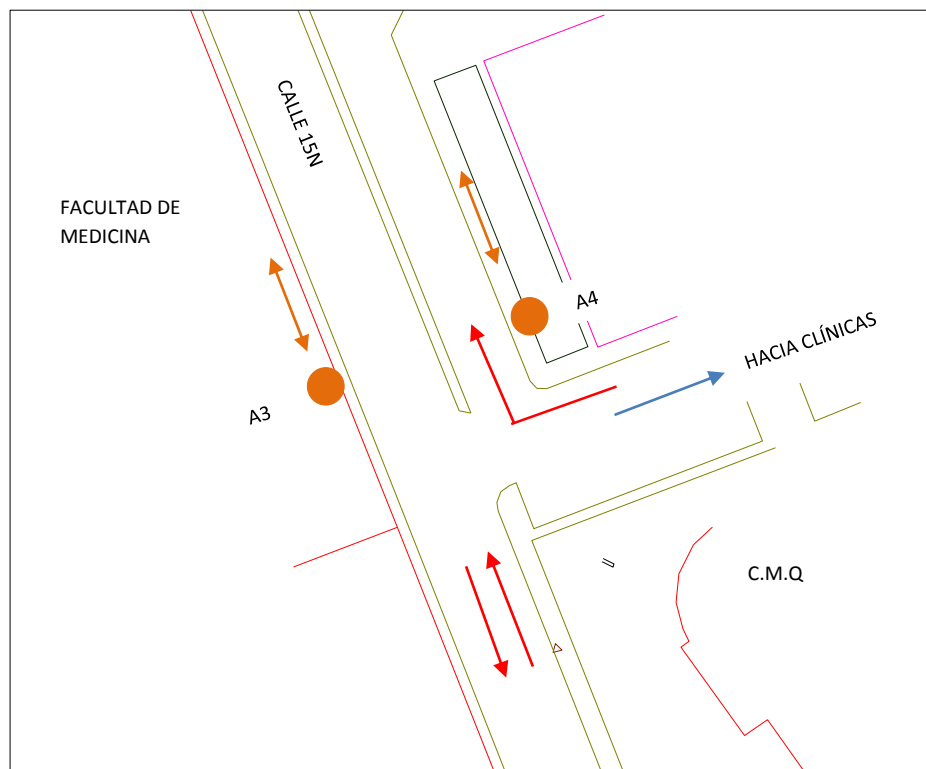 CALLE 15N
FACULTAD DE
MEDICINA
A4
HACIA CLÍNICAS
A3
C.M.Q